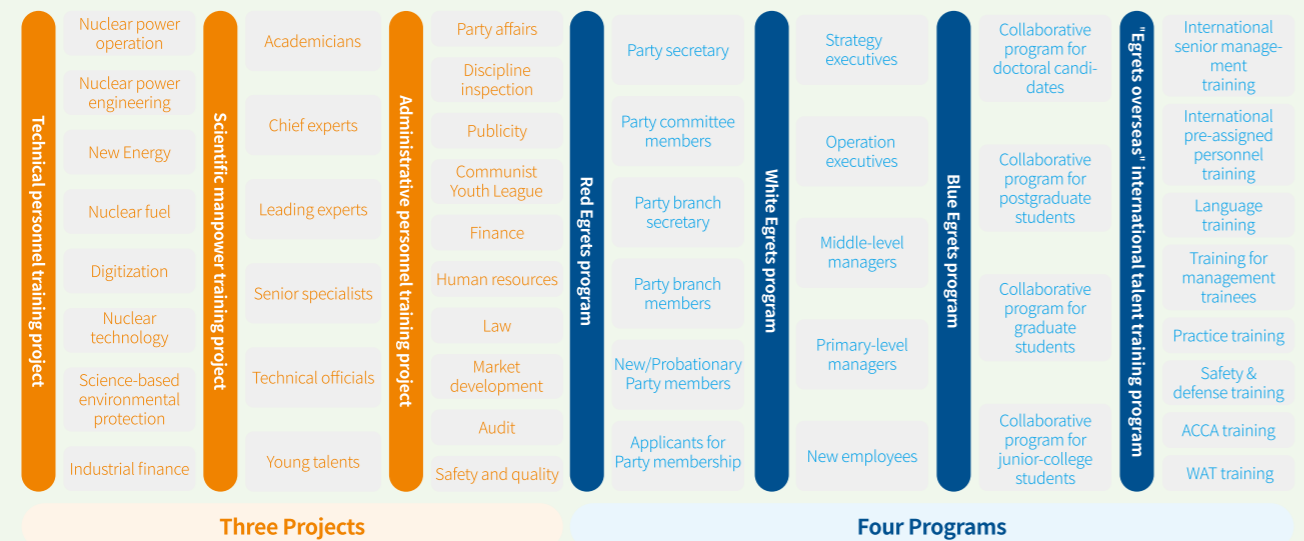 Technical personnel training project
Nuclear power
operation
Nuclear power
engineering
New Energy
Nuclear fuel
Digitization
Nuclear
technology
Science-based
environmental
protection
Industrial finance
Scientific manpower training project
Academicians
Chief experts
Leading experts
Senior specialists
Technical officials
Young talents
Administrative personnel training project
Party affairs
Discipline
inspection
Publicity
Communist
Youth League
Finance
Human resources
Law
Market
development
Audit
Safety and quality
Red Egrets program
Party secretary
Party committee
members
Party branch
secretary
Party branch
members
New/Probationary
Party members
Applicants for
Party membership
White Egrets program
Strategy
executives
Operation
executives
Middle-level
managers
Primary-level
managers
New employees
Blue Egrets program
Collaborative
program for
doctoral candi-
dates
Collaborative
program for
postgraduate
students
Collaborative
program for
graduate
students
Collaborative
program for
junior-college
students
"Egrets overseas" international talent training program
International
senior manage-
ment
training
International
pre-assigned
personnel
training
Language
training
Training for
management
trainees
Practice training
Safety &
defense training
ACCA training
WAT training
Three Projects
Four Programs